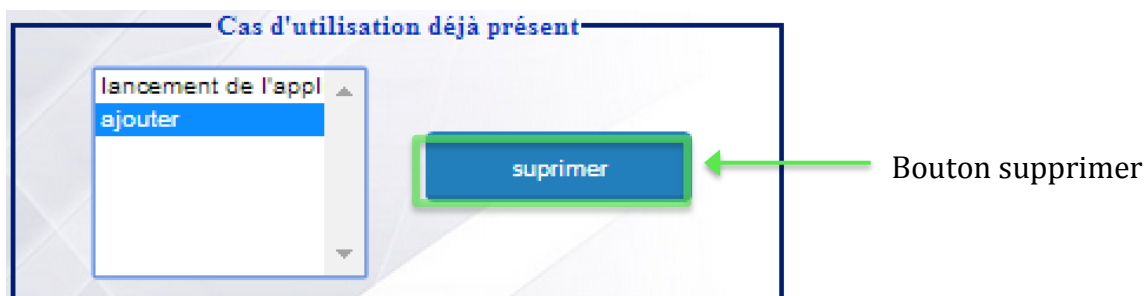 Cas d'utilisation déjà présent
lancement de l'appl
ajouter
suprimer
Bouton supprimer